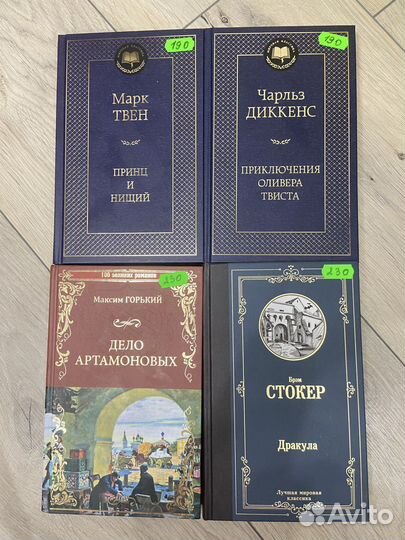 190
Марк
ТВЕН
ПРИНЦ
И
НИЩИЙ
190
Чарльз
ДИККЕНС
ПРИКЛЮЧЕНИЯ
ОЛИВЕРА
ТВИСТА
100 великих романов
250
Максим ГОРЬКИЙ
ДЕЛО
АРТАМОНОВЫХ
230
Брэм
СТОКЕР
Дракула
Лучшая мировая
классика
Avito